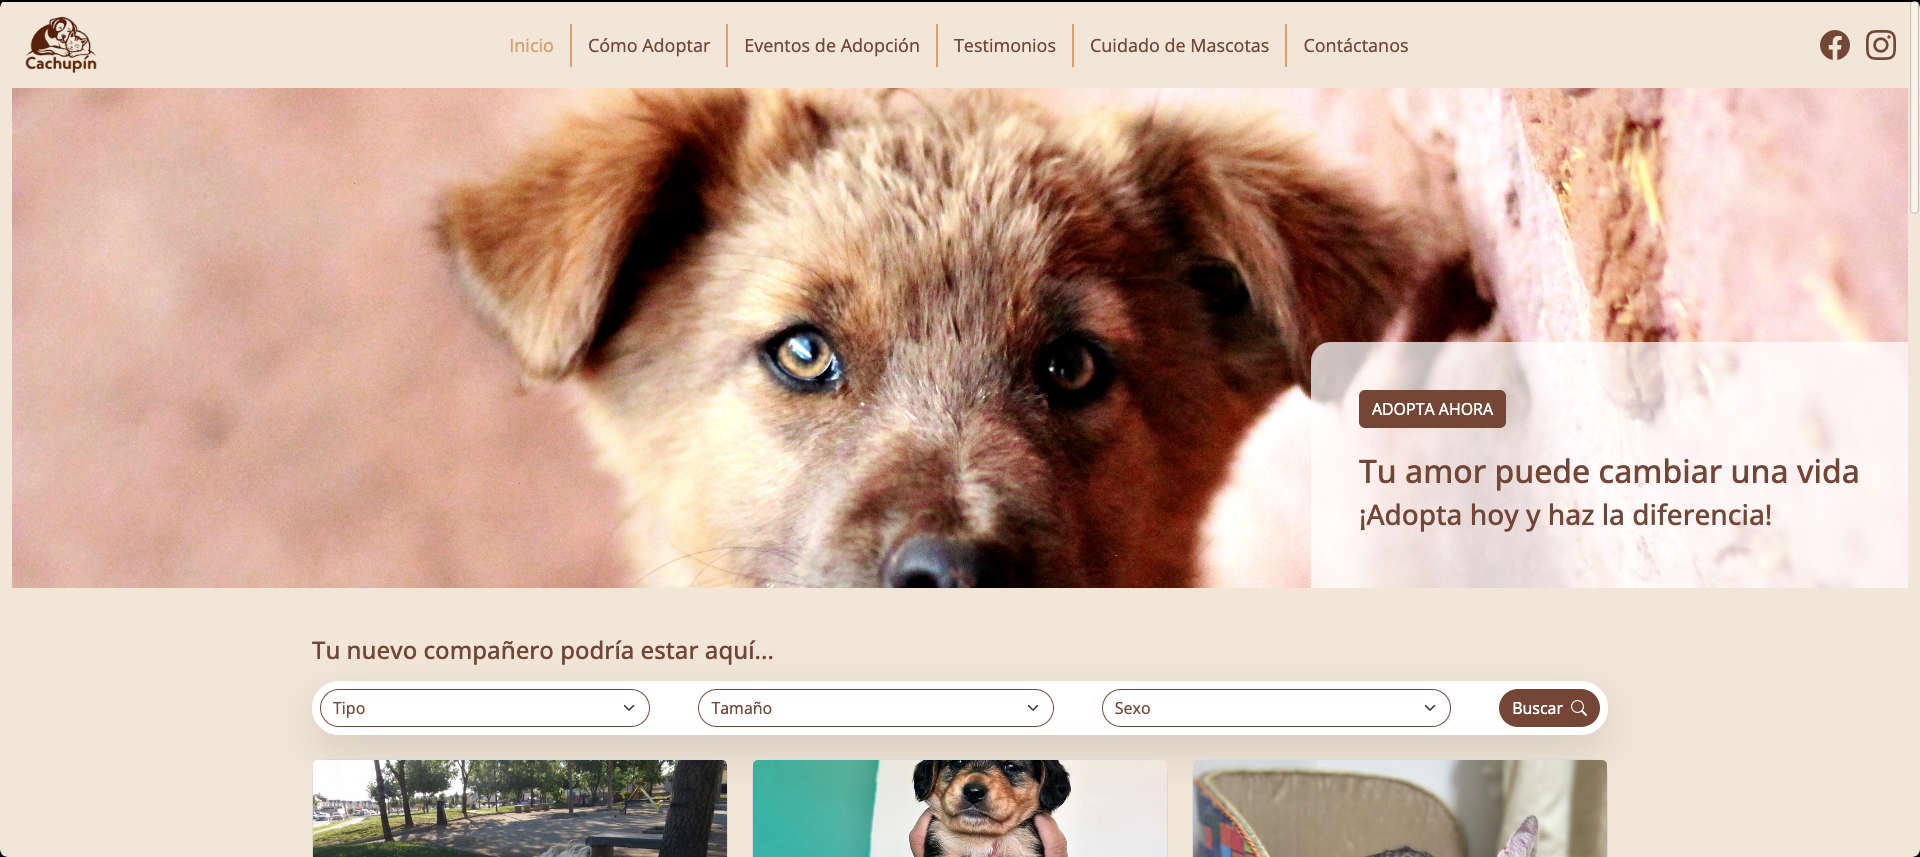 Cachupín
Inicio
Cómo Adoptar
Eventos de Adopción
Testimonios
Cuidado de Mascotas
Contáctanos
ADOPTA AHORA
Tu amor puede cambiar una vida
¡Adopta hoy y haz la diferencia!
Tu nuevo compañero podría estar aquí...
Tipo
Tamaño
Sexo
Buscar